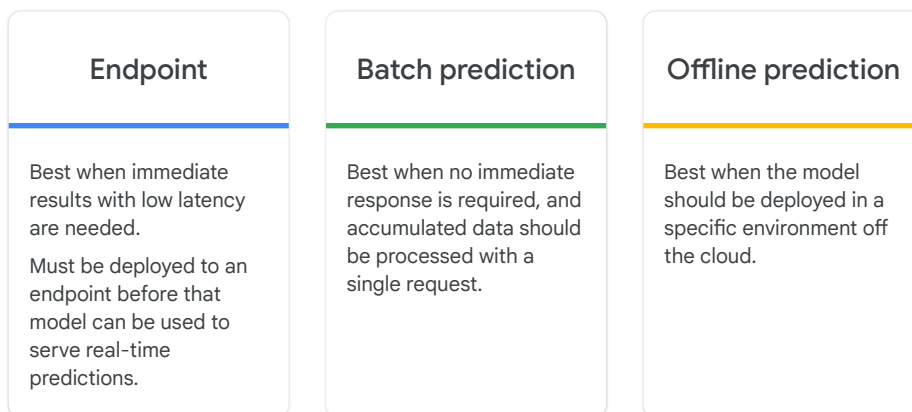 Endpoint
Best when immediate
results with low latency
are needed.
Must be deployed to an
endpoint before that
model can be used to
serve real-time
predictions.
Batch prediction
Best when no immediate
response is required, and
accumulated data should
be processed with a
single request.
Offline prediction
Best when the model
should be deployed in a
specific environment off
the cloud.